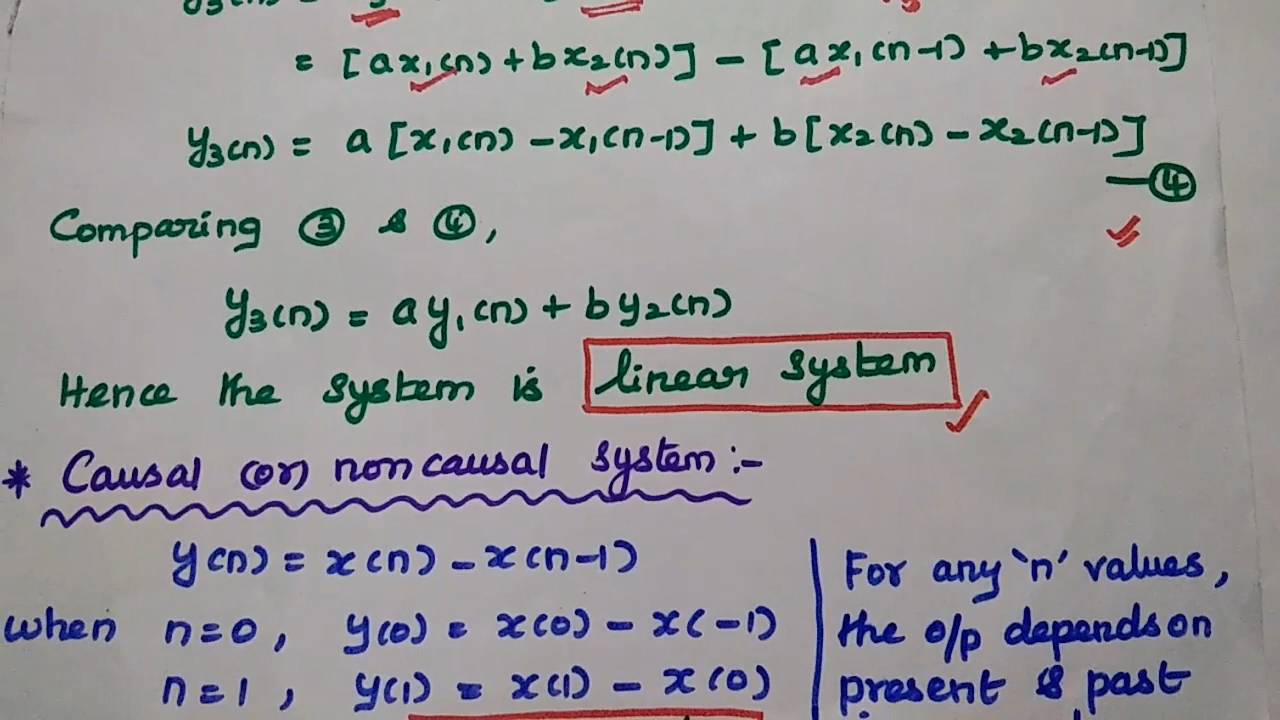 = [ax₁(n) + bx₂(n)] - [ax₁(n-1) + bx₂(n-1)]
y₃(n) = a[x₁(n) - x₁(n-1)] + b[x₂(n) - x₂(n-1)]
—④
Comparing ③ & ④,
y₃(n) = ay₁(n) + by₂(n)
Hence the system is linear system
* Causal (or) noncausal system:-
y(n) = x(n) - x(n-1)
when n=0, y(0) = x(0) - x(-1)
n=1, y(1) = x(1) - x(0)
For any 'n' values,
the o/p depends on
present & past